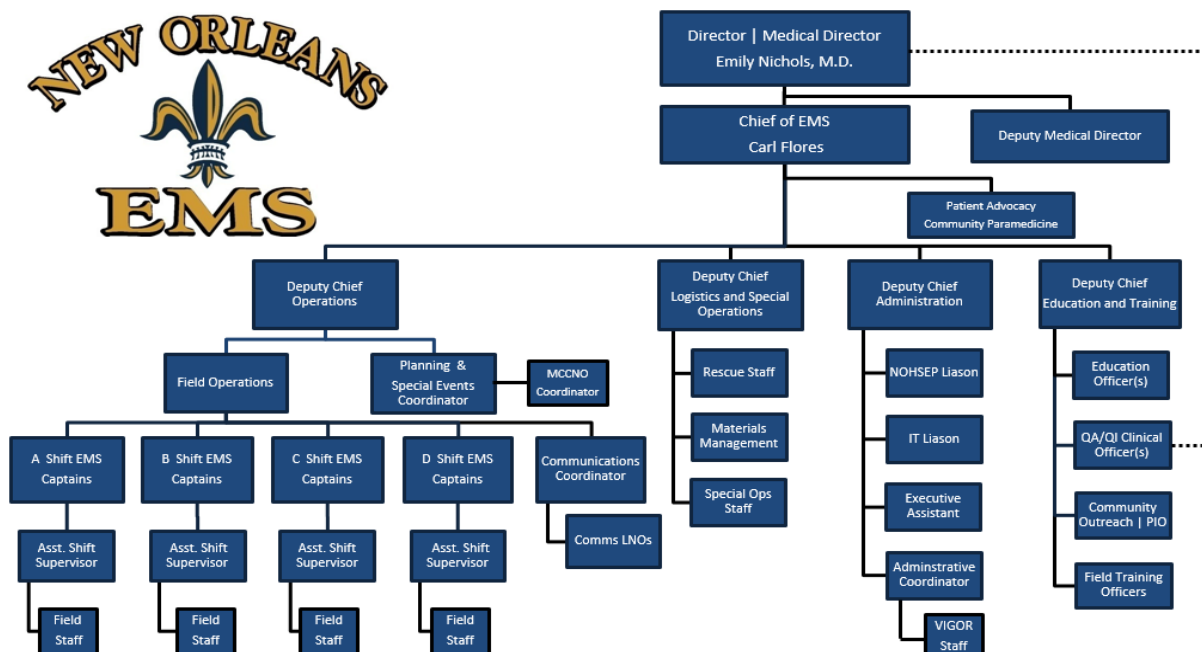 NEW ORLEANS
EMS
Director | Medical Director
Emily Nichols, M.D.
Chief of EMS
Carl Flores
Deputy Medical Director
Patient Advocacy
Community Paramedicine
Deputy Chief
Operations
Deputy Chief
Logistics and Special
Operations
Deputy Chief
Administration
Deputy Chief
Education and Training
Field Operations
Planning &
Special Events
Coordinator
MCCNO
Coordinator
Rescue Staff
NOHSEP Liason
Education
Officer(s)
A Shift EMS
Captains
B Shift EMS
Captains
C Shift EMS
Captains
D Shift EMS
Captains
Communications
Coordinator
Materials
Management
IT Liason
QA/QI Clinical
Officer(s)
Special Ops
Staff
Executive
Assistant
Community
Outreach | PIO
Asst. Shift
Supervisor
Asst. Shift
Supervisor
Asst. Shift
Supervisor
Asst. Shift
Supervisor
Comms LNOs
Adminstrative
Coordinator
Field Training
Officers
Field
Staff
Field
Staff
Field
Staff
Field
Staff
VIGOR
Staff